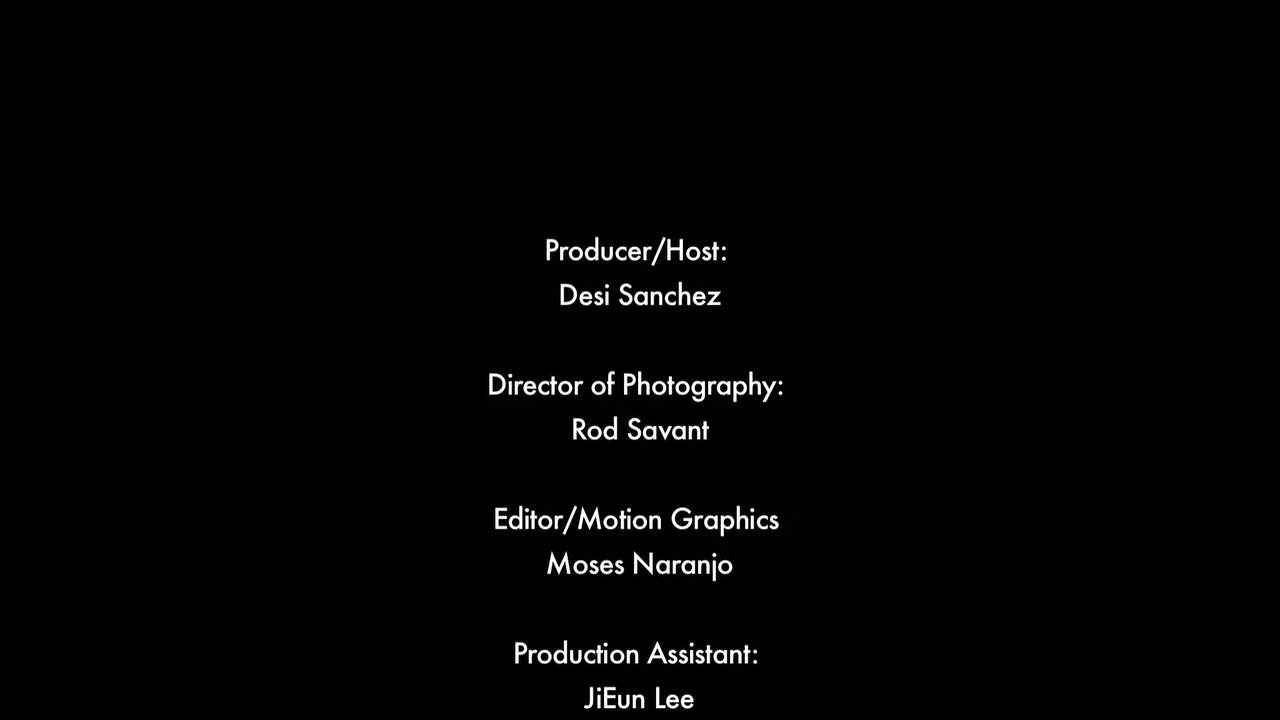 Producer/Host:
Desi Sanchez
Director of Photography:
Rod Savant
Editor/Motion Graphics
Moses Naranjo
Production Assistant:
JiEun Lee